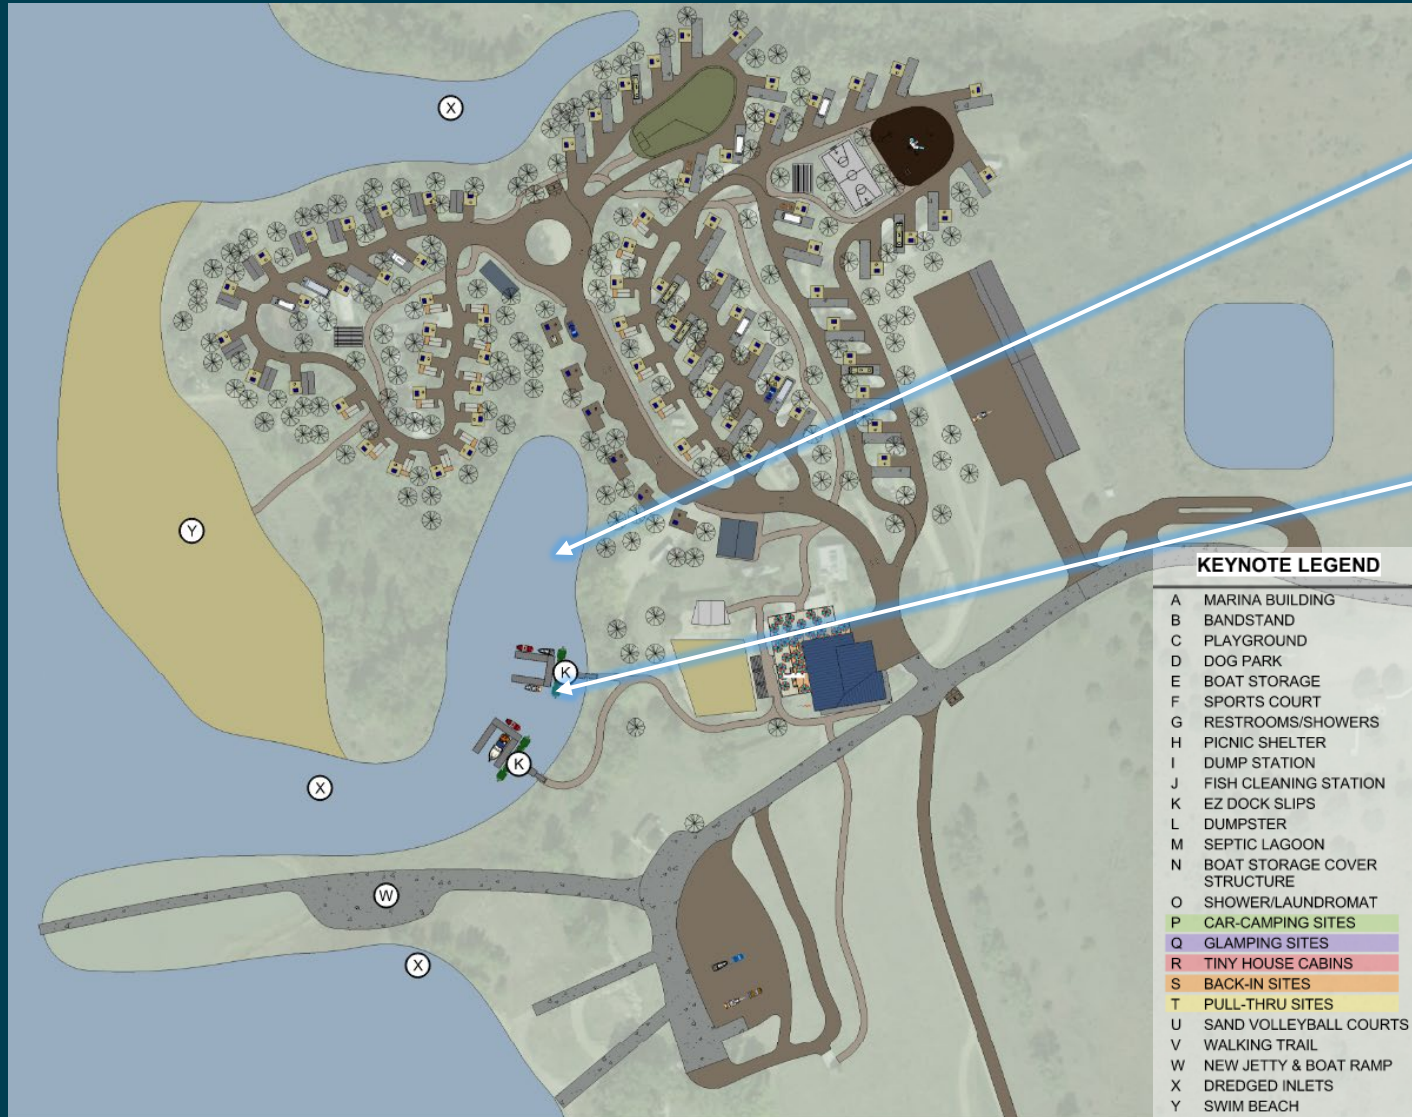 X
Y
K
K
X
W
X
KEYNOTE LEGEND
A MARINA BUILDING
B BANDSTAND
C PLAYGROUND
D DOG PARK
E BOAT STORAGE
F SPORTS COURT
G RESTROOMS/SHOWERS
H PICNIC SHELTER
I DUMP STATION
J FISH CLEANING STATION
K EZ DOCK SLIPS
L DUMPSTER
M SEPTIC LAGOON
N BOAT STORAGE COVER
STRUCTURE
O SHOWER/LAUNDROMAT
P CAR-CAMPING SITES
Q GLAMPING SITES
R TINY HOUSE CABINS
S BACK-IN SITES
T PULL-THRU SITES
U SAND VOLLEYBALL COURTS
V WALKING TRAIL
W NEW JETTY & BOAT RAMP
X DREDGED INLETS
Y SWIM BEACH